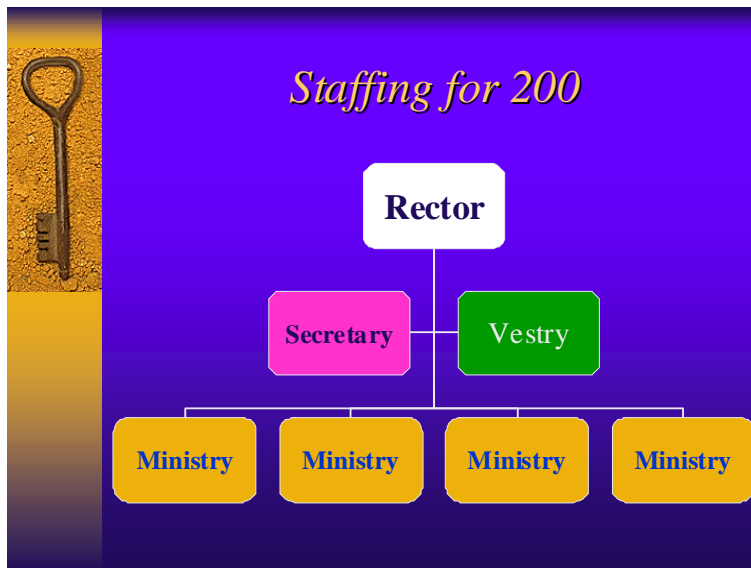 Staffing for 200
Rector
Secretary
Vestry
Ministry
Ministry
Ministry
Ministry